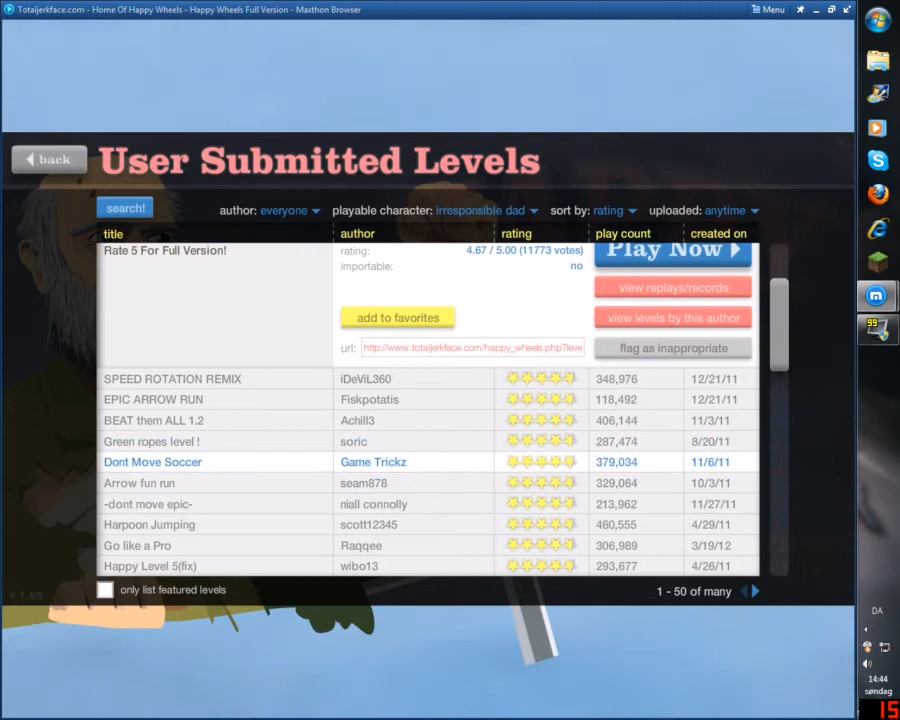 Totaljerkface.com - Home Of Happy Wheels - Happy Wheels Full Version - Maxthon Browser
Menu
back
User Submitted Levels
search!
author: everyone
playable character: irresponsible dad
sort by: rating
uploaded: anytime
title author rating play count created on
Rate 5 For Full Version!
rating: 4.67 / 5.00 (11773 votes)
importable: no
Play Now
view replays/records
add to favorites
view levels by this author
url: http://www.totaljerkface.com/happy_wheels.php?leve
flag as inappropriate
SPEED ROTATION REMIX iDeViL360 348,976 12/21/11
EPIC ARROW RUN Fiskpotatis 118,492 12/21/11
BEAT them ALL 1.2 Achill3 406,144 11/3/11
Green ropes level ! soric 287,474 8/20/11
Dont Move Soccer Game Trickz 379,034 11/6/11
Arrow fun run seam878 329,064 10/3/11
-dont move epic- niall connolly 213,962 11/27/11
Harpoon Jumping scott12345 460,555 4/29/11
Go like a Pro Raqqee 306,989 3/19/12
Happy Level 5(fix) wibo13 293,677 4/26/11
only list featured levels
1 - 50 of many
v 1.65
99
DA
14:44
søndag
15